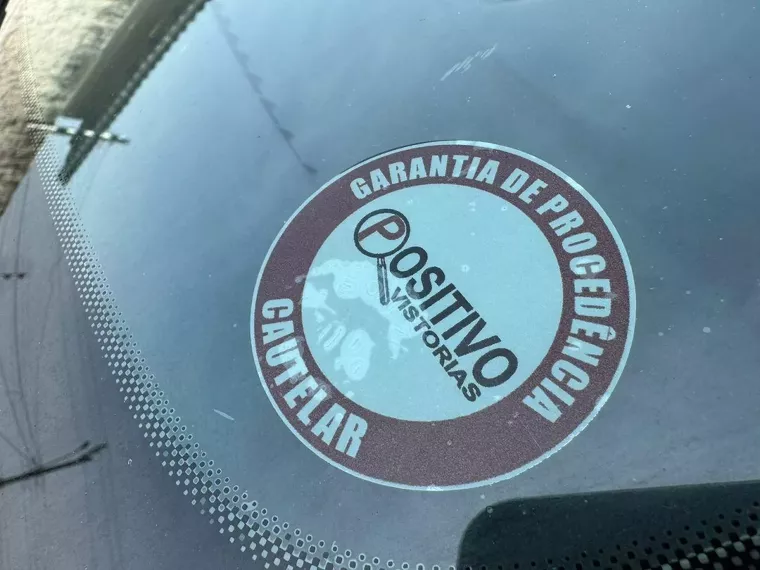 GARANTIA DE PROCEDÊNCIA
POSITIVO
VISTORIAS
CAUTELAR